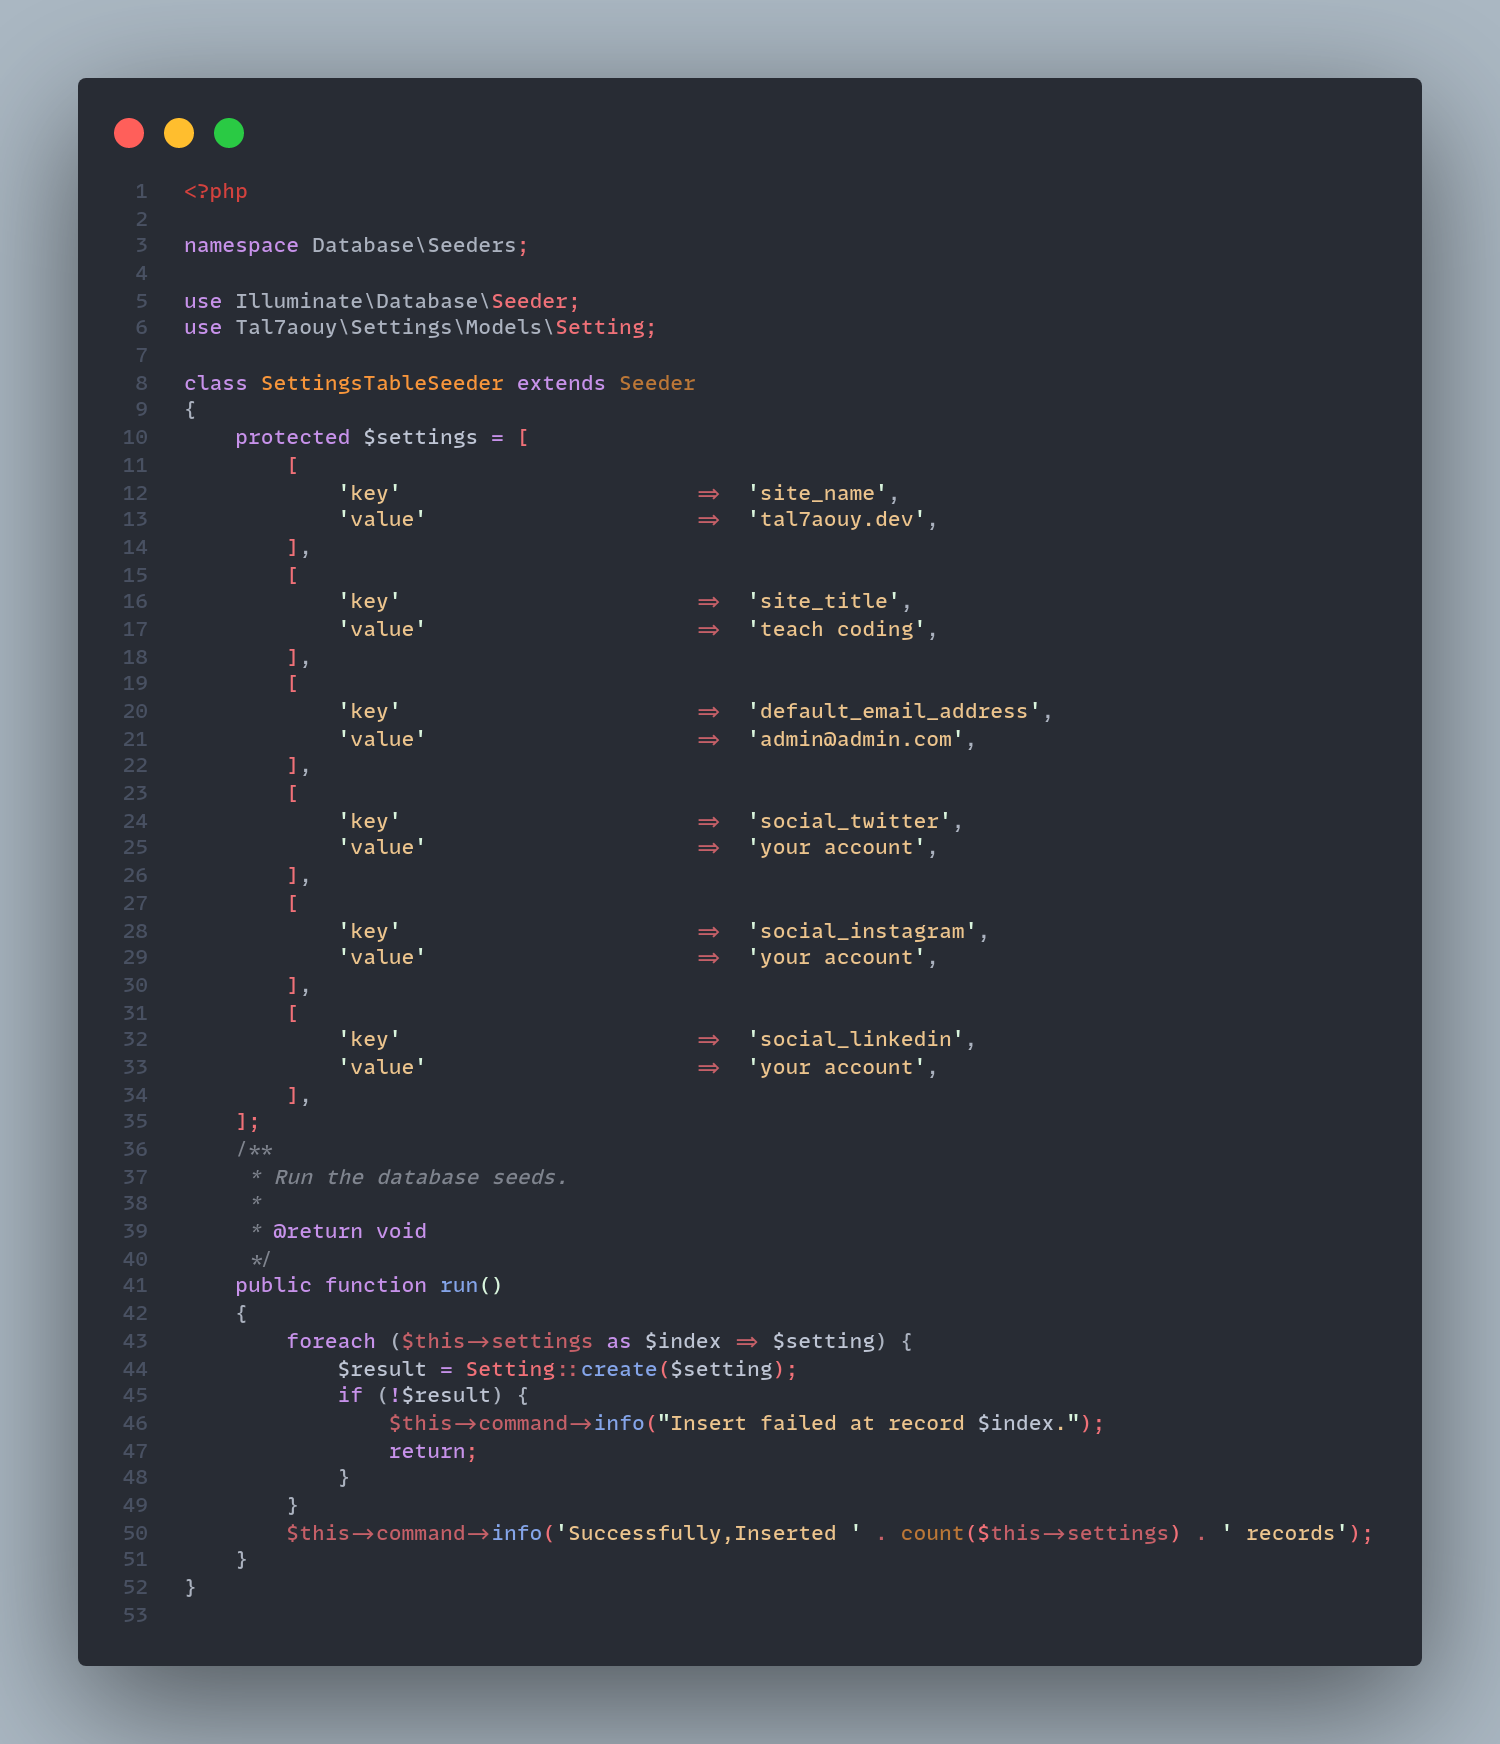 1 <?php
2
3 namespace Database\Seeders;
4
5 use Illuminate\Database\Seeder;
6 use Tal7aouy\Settings\Models\Setting;
7
8 class SettingsTableSeeder extends Seeder
9 {
10     protected $settings = [
11         [
12             'key'                       =>  'site_name',
13             'value'                     =>  'tal7aouy.dev',
14         ],
15         [
16             'key'                       =>  'site_title',
17             'value'                     =>  'teach coding',
18         ],
19         [
20             'key'                       =>  'default_email_address',
21             'value'                     =>  'admin@admin.com',
22         ],
23         [
24             'key'                       =>  'social_twitter',
25             'value'                     =>  'your account',
26         ],
27         [
28             'key'                       =>  'social_instagram',
29             'value'                     =>  'your account',
30         ],
31         [
32             'key'                       =>  'social_linkedin',
33             'value'                     =>  'your account',
34         ],
35     ];
36     /**
37      * Run the database seeds.
38      *
39      * @return void
40      */
41     public function run()
42     {
43         foreach ($this->settings as $index => $setting) {
44             $result = Setting::create($setting);
45             if (!$result) {
46                 $this->command->info("Insert failed at record $index.");
47                 return;
48             }
49         }
50         $this->command->info('Successfully,Inserted ' . count($this->settings) . ' records');
51     }
52 }
53